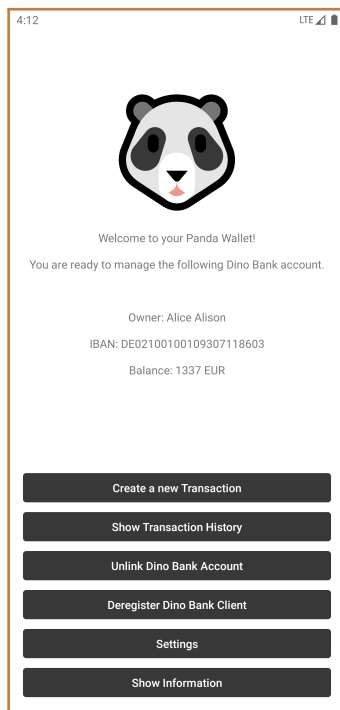 4:12
LTE
Welcome to your Panda Wallet!
You are ready to manage the following Dino Bank account.
Owner: Alice Alison
IBAN: DE02100100109307118603
Balance: 1337 EUR
Create a new Transaction
Show Transaction History
Unlink Dino Bank Account
Deregister Dino Bank Client
Settings
Show Information